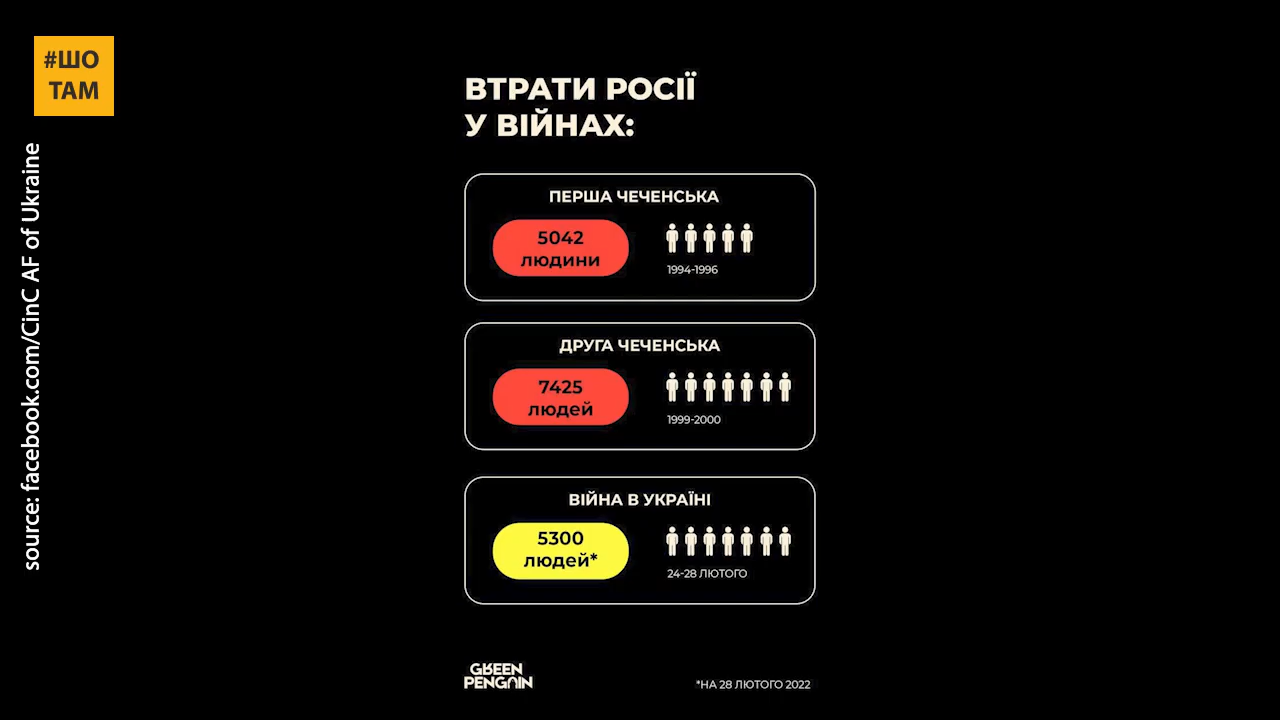 #ШО
ТАМ
source: facebook.com/CinC AF of Ukraine
ВТРАТИ РОСІЇ
У ВІЙНАХ:
ПЕРША ЧЕЧЕНСЬКА
5042
людини
1994-1996
ДРУГА ЧЕЧЕНСЬКА
7425
людей
1999-2000
ВІЙНА В УКРАЇНІ
5300
людей*
24-28 ЛЮТОГО
GREEN
PENGUIN
*НА 28 ЛЮТОГО 2022